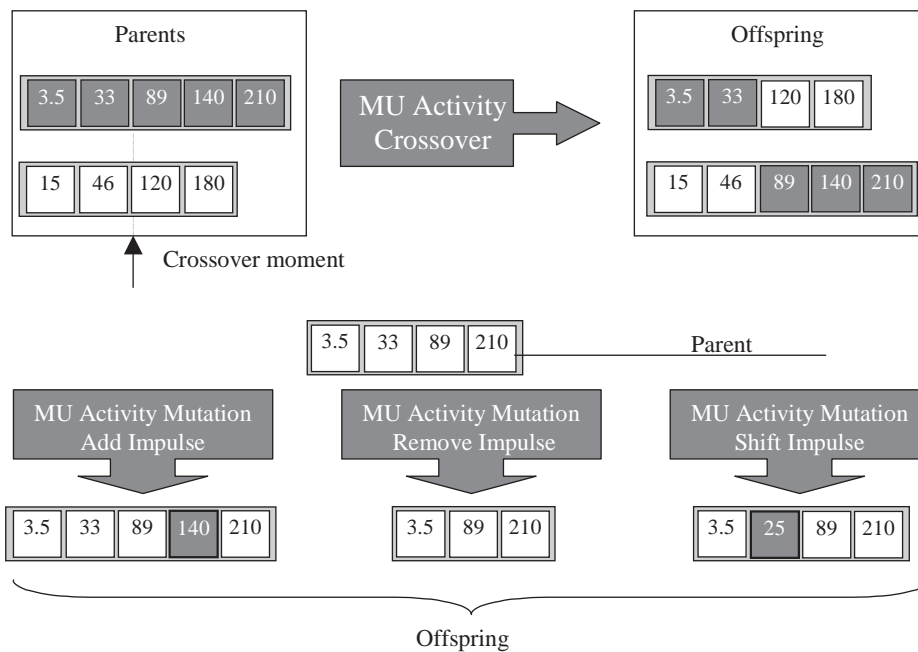 Parents
3.5 33 89 140 210
15 46 120 180
Crossover moment
MU Activity
Crossover
Offspring
3.5 33 120 180
15 46 89 140 210
3.5 33 89 210
Parent
MU Activity Mutation
Add Impulse
MU Activity Mutation
Remove Impulse
MU Activity Mutation
Shift Impulse
3.5 33 89 140 210
3.5 89 210
3.5 25 89 210
Offspring